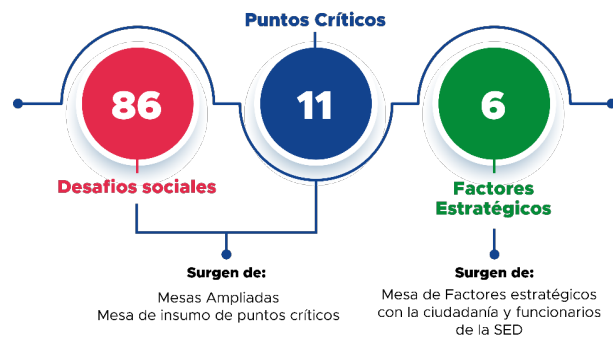 Puntos Críticos
86
11
6
Desafios sociales
Factores
Estratégicos
Surgen de:
Mesas Ampliadas
Mesa de insumo de puntos críticos
Surgen de:
Mesa de Factores estratégicos
con la ciudadanía y funcionarios
de la SED